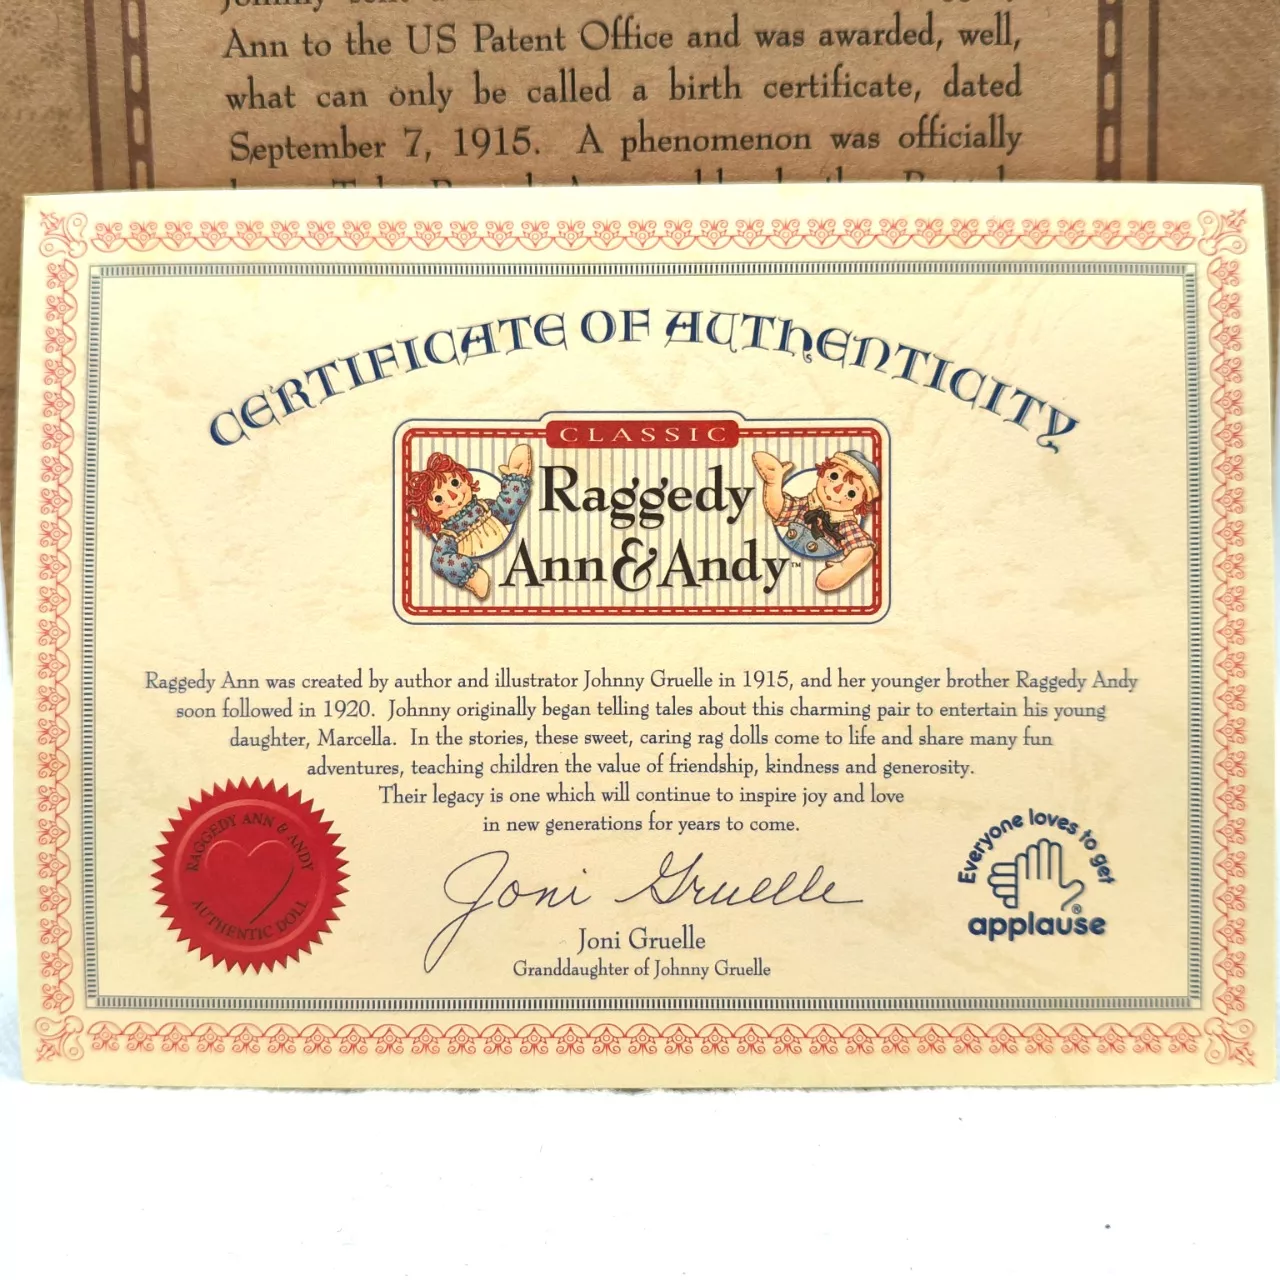 Ann to the US Patent Office and was awarded, well,
what can only be called a birth certificate, dated
September 7, 1915. A phenomenon was officially
CERTIFICATE OF AUTHENTICITY
CLASSIC
Raggedy
Ann & Andy™
Raggedy Ann was created by author and illustrator Johnny Gruelle in 1915, and her younger brother Raggedy Andy
soon followed in 1920. Johnny originally began telling tales about this charming pair to entertain his young
daughter, Marcella. In the stories, these sweet, caring rag dolls come to life and share many fun
adventures, teaching children the value of friendship, kindness and generosity.
Their legacy is one which will continue to inspire joy and love
in new generations for years to come.
RAGGEDY ANN & ANDY
AUTHENTIC DOLL
Joni Gruelle
Joni Gruelle
Granddaughter of Johnny Gruelle
Everyone loves to get
applause®